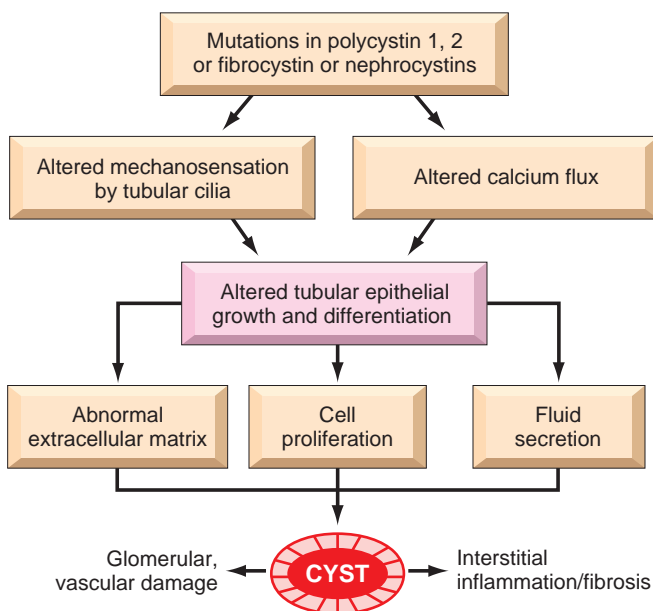 Mutations in polycystin 1, 2
or fibrocystin or nephrocystins
Altered mechanosensation
by tubular cilia
Altered calcium flux
Altered tubular epithelial
growth and differentiation
Abnormal
extracellular matrix
Cell
proliferation
Fluid
secretion
Glomerular,
vascular damage
CYST
Interstitial
inflammation/fibrosis